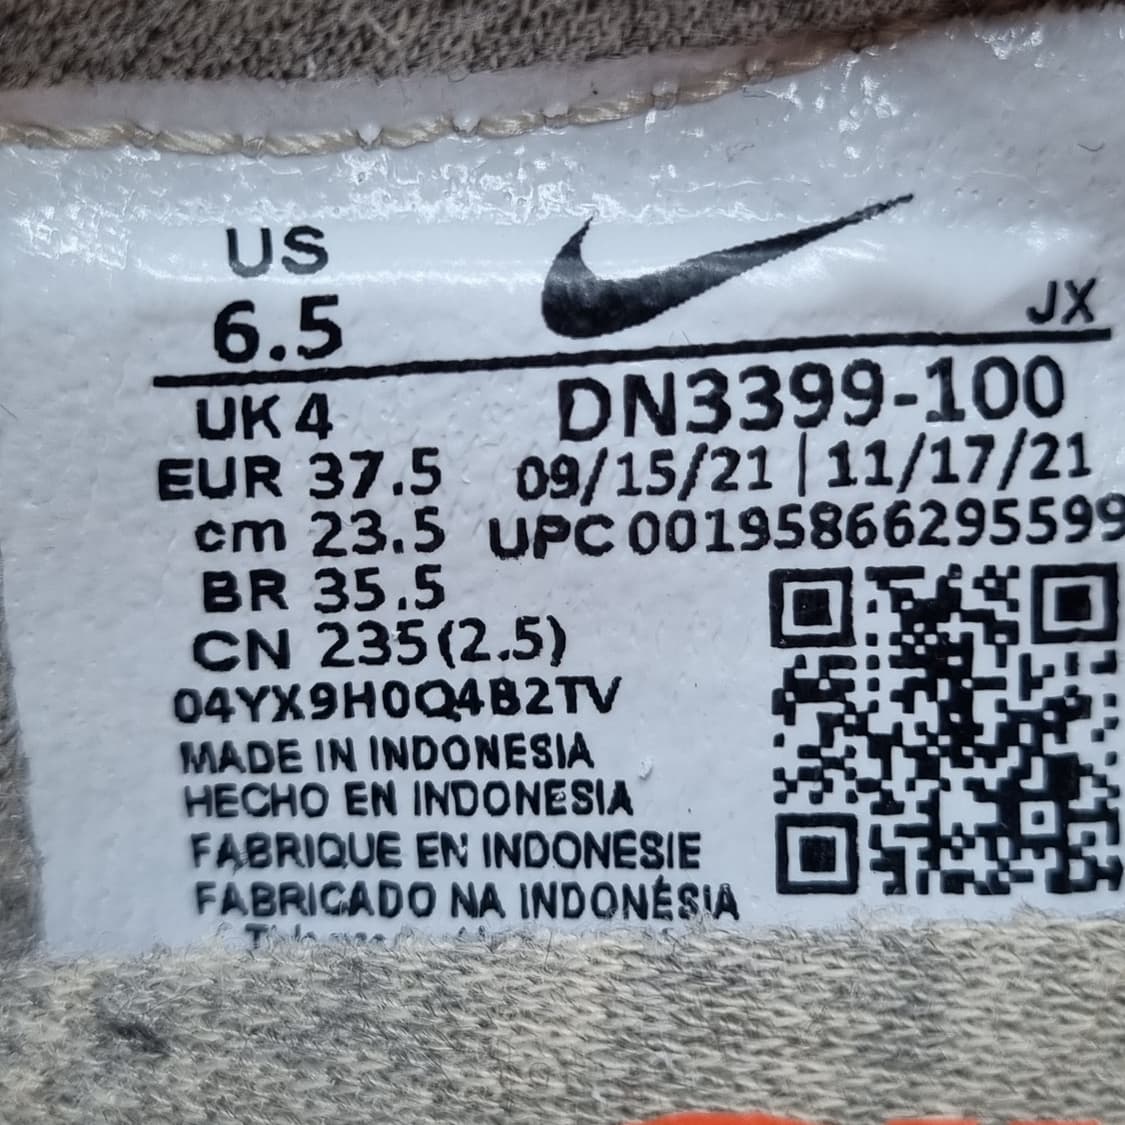 US
6.5
JX
UK 4
DN3399-100
EUR 37.5
09/15/21 | 11/17/21
cm 23.5
UPC 00195866295599
BR 35.5
CN 235(2.5)
04YX9H0Q4B2TV
MADE IN INDONESIA
HECHO EN INDONESIA
FABRIQUE EN INDONESIE
FABRICADO NA INDONÉSIA